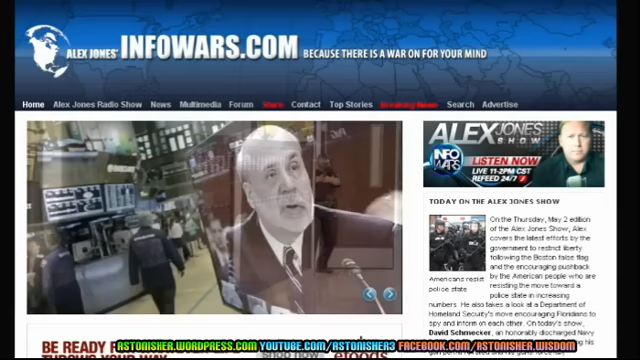 ALEX JONES' INFOWARS.COM BECAUSE THERE IS A WAR ON FOR YOUR MIND
Home Alex Jones Radio Show News Multimedia Forum Store Contact Top Stories Breaking News Search Advertise
ALEX JONES SHOW
INFO WARS
LISTEN NOW
LIVE 11-2PM CST
REFEED 24/7
TODAY ON THE ALEX JONES SHOW
On the Thursday, May 2 edition
of the Alex Jones Show, Alex
covers the latest efforts by the
government to restrict liberty
following the Boston false flag
and the encouraging pushback
by the American people who are
resisting the move toward a
police state in increasing
Americans resist
police state
numbers. He also takes a look at a Department of
Homeland Security's move encouraging Floridians to
spy and inform on each other. On today's show,
David Schmecker, an honorably discharged Navy
BE READY
shop now
efoods
ASTONISHER.WORDPRESS.COM YOUTUBE.COM/ASTONISHER3 FACEBOOK.COM/ASTONISHER.WISDOM